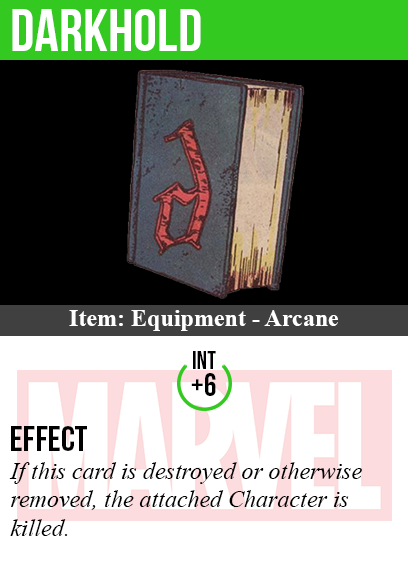 DARKHOLD
Item: Equipment - Arcane
INT
+6
MARVEL
EFFECT
If this card is destroyed or otherwise
removed, the attached Character is
killed.